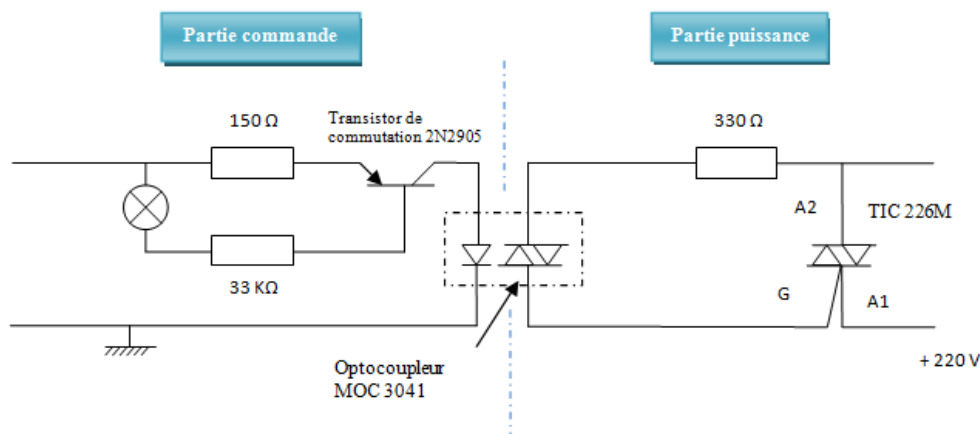 Partie commande
Partie puissance
150 Ω
Transistor de
commutation 2N2905
330 Ω
A2
TIC 226M
33 KΩ
G
A1
Optocoupleur
MOC 3041
+ 220 V